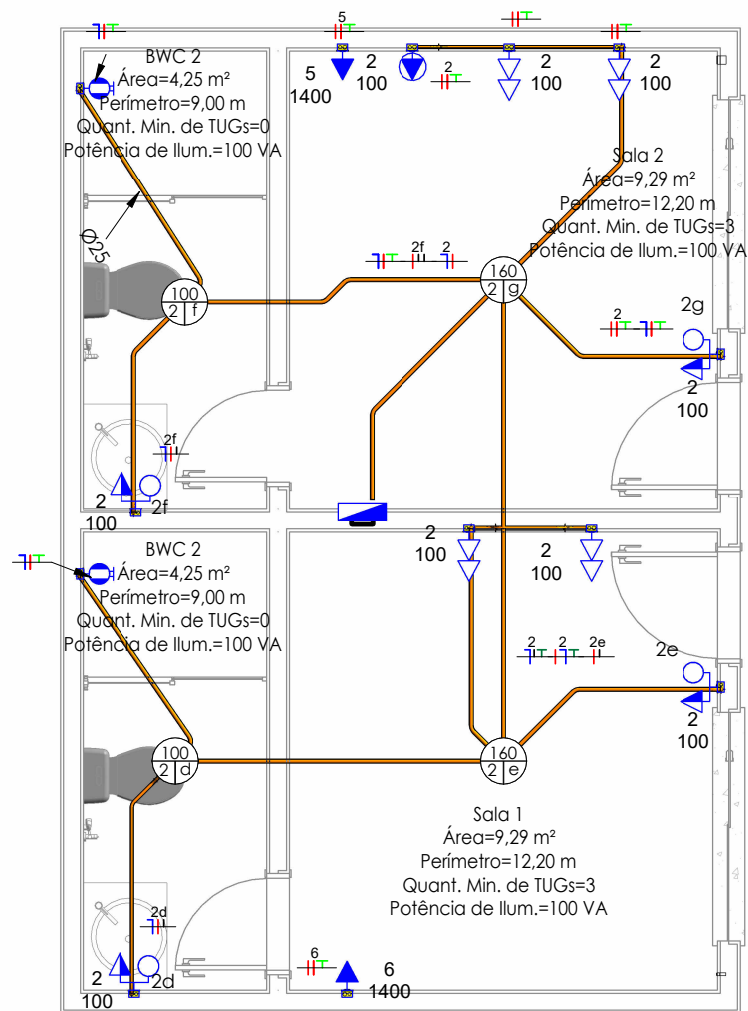 5
BWC 2
Área=4,25 m²
Perímetro=9,00 m
Quant. Min. de TUGs=0
Potência de Ilum.=100 VA
5
1400
2
100
2
2
100
2
100
Sala 2
Área=9,29 m²
Perímetro=12,20 m
Quant. Min. de TUGs=3
Potência de Ilum.=100 VA
Ø25
2f
2
160
2
g
100
2
f
2
2g
2
100
2f
2
100
2f
2
100
2
100
BWC 2
Área=4,25 m²
Perímetro=9,00 m
Quant. Min. de TUGs=0
Potência de Ilum.=100 VA
2
2
2e
2e
2
100
100
2
d
160
2
e
Sala 1
Área=9,29 m²
Perímetro=12,20 m
Quant. Min. de TUGs=3
Potência de Ilum.=100 VA
2d
2
100
2d
6
6
1400